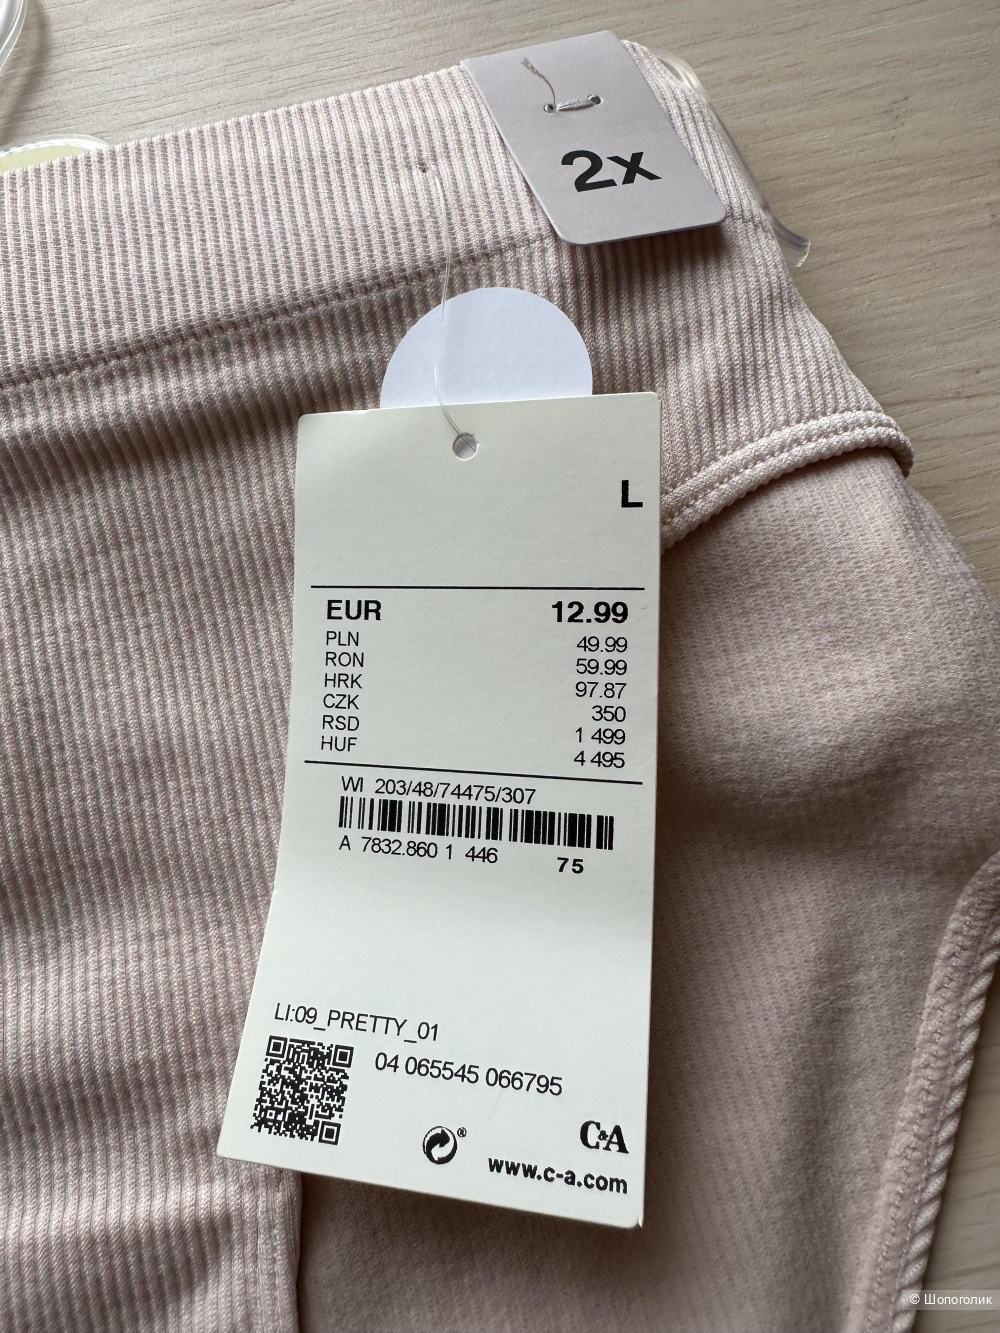 2x
L
EUR 12.99
PLN 49.99
RON 59.99
HRK 97.87
CZK 350
RSD 1 499
HUF 4 495
WI 203/48/74475/307
A 7832.860 1 446 75
LI:09_PRETTY_01
04 065545 066795
®
C&A
www.c-a.com
© Шопоголик